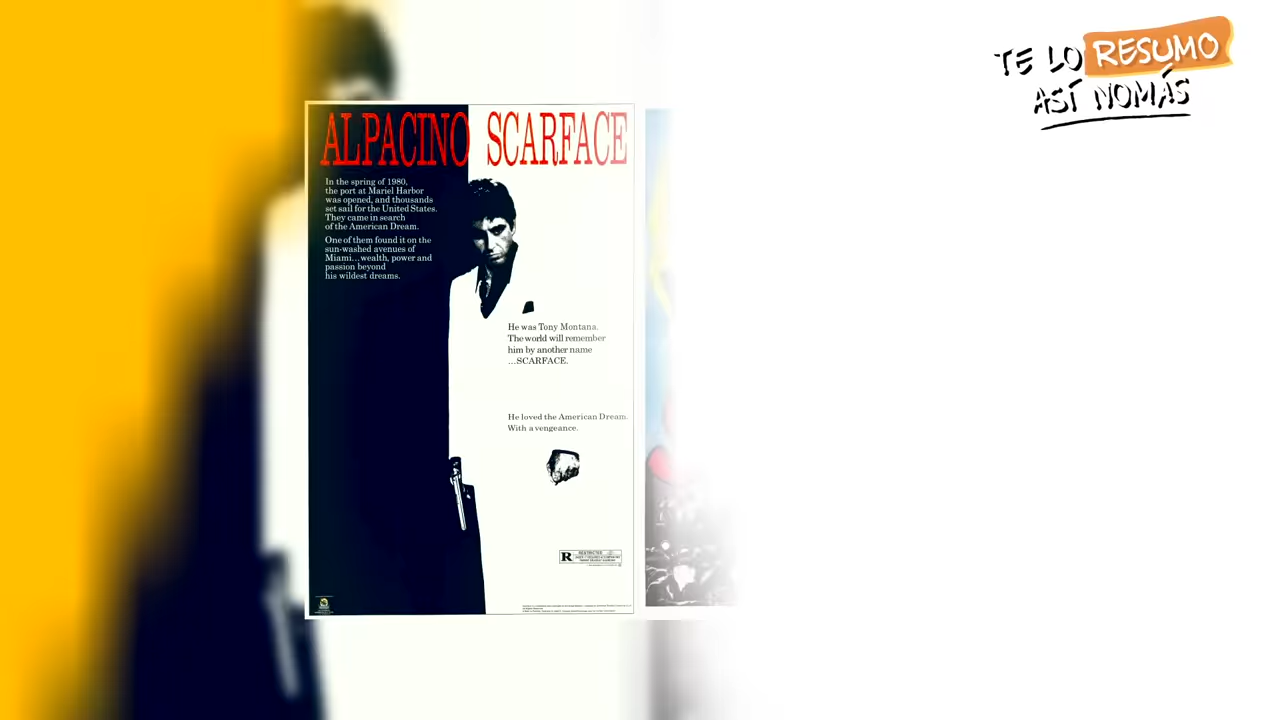 TE LO RESUMO
ASÍ NOMÁS
AL PACINO SCARFACE
In the spring of 1980,
the port at Mariel Harbor
was opened, and thousands
set sail for the United States.
They came in search
of the American Dream.
One of them found it on the
sun-washed avenues of
Miami...wealth, power and
passion beyond
his wildest dreams.
He was Tony Montana.
The world will remember
him by another name
...SCARFACE.
He loved the American Dream.
With a vengeance.
R RESTRICTED